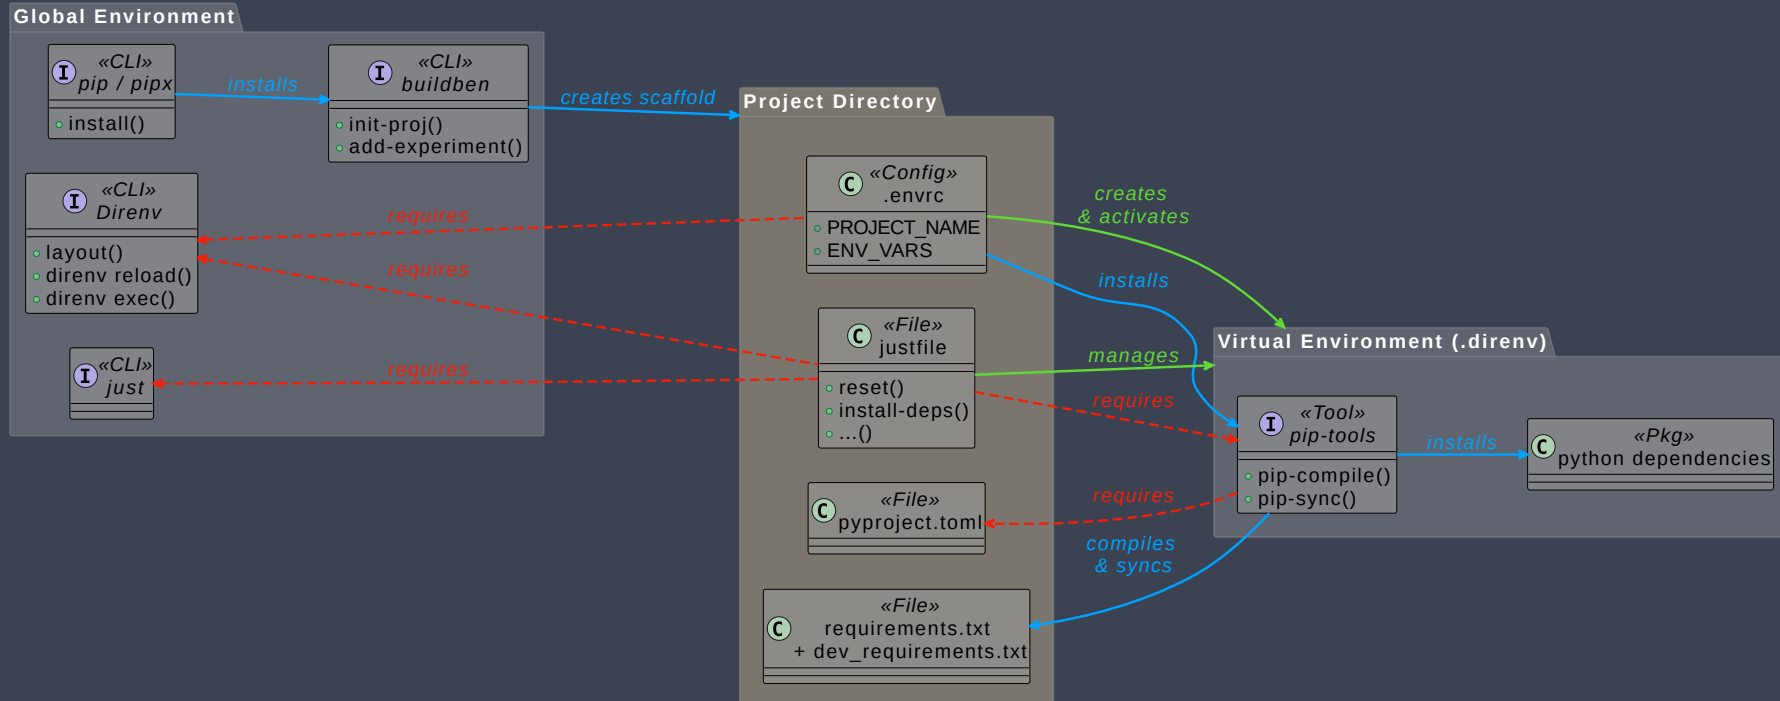 Global Environment
I
«CLI»
pip / pipx
install()
installs
I
«CLI»
buildben
init-proj()
add-experiment()
creates scaffold
I
«CLI»
Direnv
layout()
direnv reload()
direnv exec()
I
«CLI»
just
requires
requires
requires
Project Directory
C
«Config»
.envrc
PROJECT_NAME
ENV_VARS
C
«File»
justfile
reset()
install-deps()
...()
C
«File»
pyproject.toml
C
«File»
requirements.txt
+ dev_requirements.txt
creates
& activates
installs
manages
requires
requires
compiles
& syncs
Virtual Environment (.direnv)
I
«Tool»
pip-tools
pip-compile()
pip-sync()
installs
C
«Pkg»
python dependencies